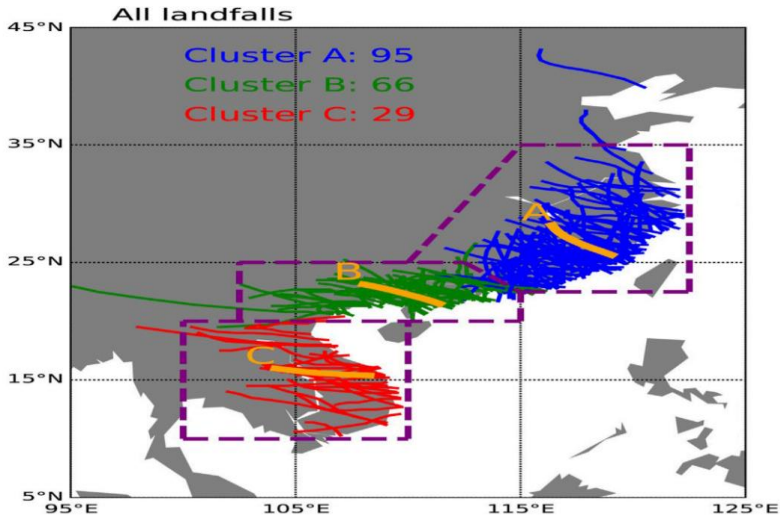 All landfalls
45°N
Cluster A: 95
Cluster B: 66
Cluster C: 29
35°N
A
25°N
B
C
15°N
5°N
95°E 105°E 115°E 125°E